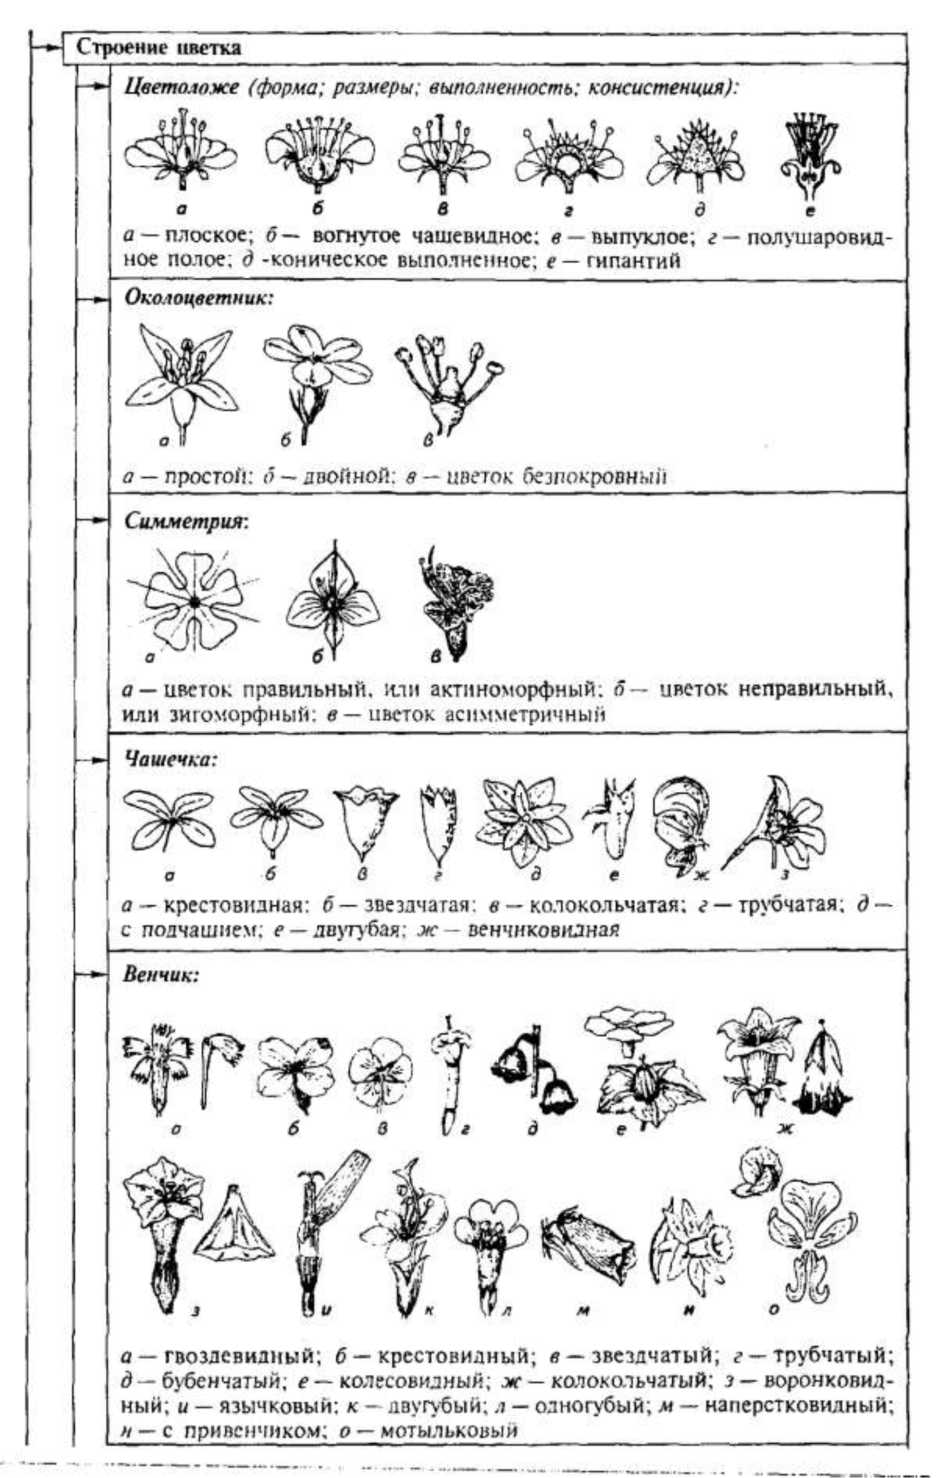 Строение цветка
Цветоложе (форма; размеры; выполненность; консистенция):
а б в г д е
а — плоское; б — вогнутое чашевидное; в — выпуклое; г — полушаровид-
ное полое; д -коническое выполненное; е — гипантий
Околоцветник:
а б в
а — простой; б — двойной; в — цветок безпокровный
Симметрия:
а б в
а — цветок правильный, или актиноморфный; б — цветок неправильный,
или зигоморфный; в — цветок асимметричный
Чашечка:
а б в г д е ж з
а — крестовидная; б — звездчатая; в — колокольчатая; г — трубчатая; д —
с подчашием; е — двугубая; ж — венчиковидная
Венчик:
а б в г д е ж
з и к л м н о
а — гвоздевидный; б — крестовидный; в — звездчатый; г — трубчатый;
д — бубенчатый; е — колесовидный; ж — колокольчатый; з — воронковид-
ный; и — язычковый; к — двугубый; л — одногубый; м — наперстковидный;
н — с привенчиком; о — мотыльковый